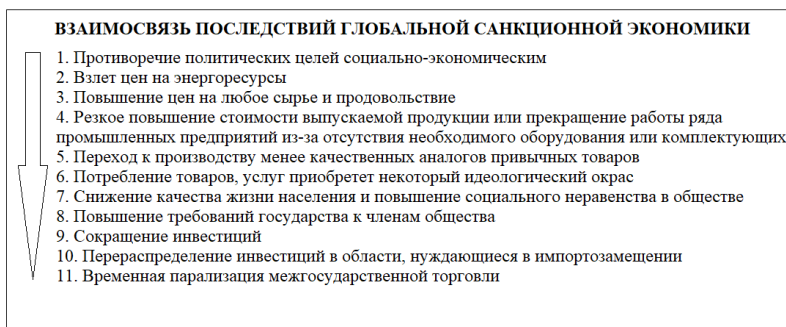 ВЗАИМОСВЯЗЬ ПОСЛЕДСТВИЙ ГЛОБАЛЬНОЙ САНКЦИОННОЙ ЭКОНОМИКИ
1. Противоречие политических целей социально-экономическим
2. Взлет цен на энергоресурсы
3. Повышение цен на любое сырье и продовольствие
4. Резкое повышение стоимости выпускаемой продукции или прекращение работы ряда
промышленных предприятий из-за отсутствия необходимого оборудования или комплектующих
5. Переход к производству менее качественных аналогов привычных товаров
6. Потребление товаров, услуг приобретет некоторый идеологический окрас
7. Снижение качества жизни населения и повышение социального неравенства в обществе
8. Повышение требований государства к членам общества
9. Сокращение инвестиций
10. Перераспределение инвестиций в области, нуждающиеся в импортозамещении
11. Временная парализация межгосударственной торговли